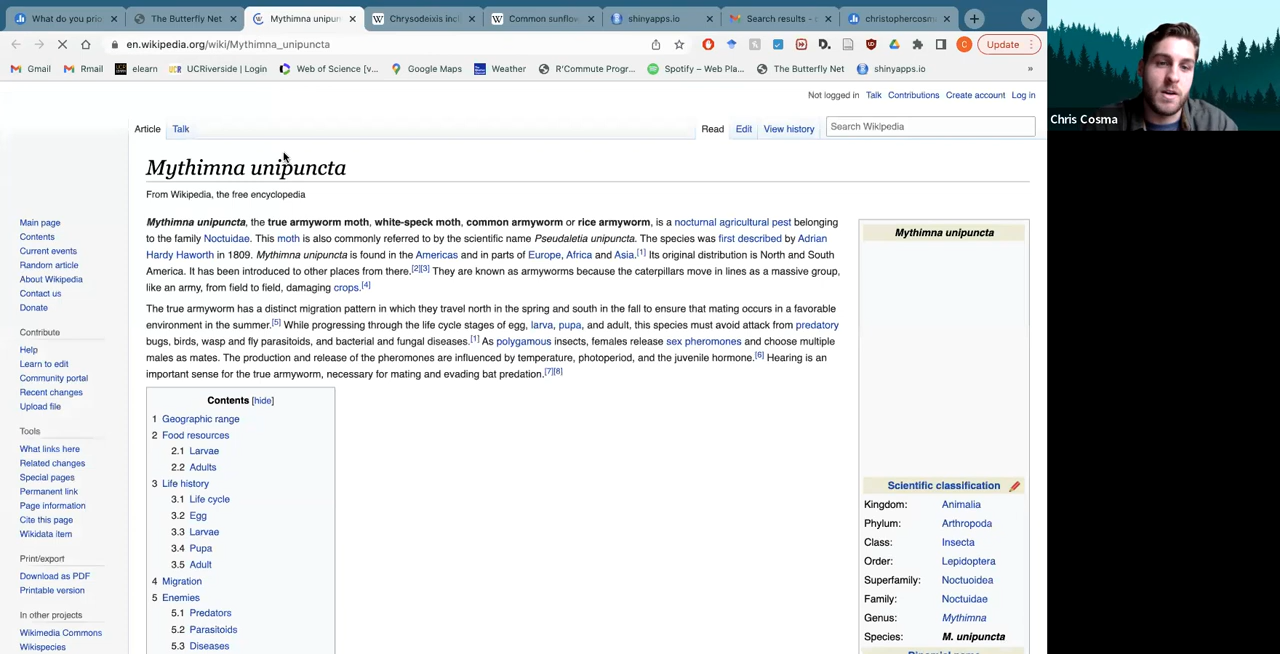 What do you prio
The Butterfly Net
Mythimna unipun
Chrysodeixis incl
Common sunflow
shinyapps.io
Search results - c
christophercosm
en.wikipedia.org/wiki/Mythimna_unipuncta
Update
Gmail
Rmail
elearn
UCRiverside | Login
Web of Science [v...
Google Maps
Weather
R'Commute Progr...
Spotify – Web Pla...
The Butterfly Net
shinyapps.io
»
Not logged in Talk Contributions Create account Log in
Article Talk
Read Edit View history Search Wikipedia
Chris Cosma
Mythimna unipuncta
From Wikipedia, the free encyclopedia
Main page
Contents
Current events
Random article
About Wikipedia
Contact us
Donate
Contribute
Help
Learn to edit
Community portal
Recent changes
Upload file
Tools
What links here
Related changes
Special pages
Permanent link
Page information
Cite this page
Wikidata item
Print/export
Download as PDF
Printable version
In other projects
Wikimedia Commons
Wikispecies
Mythimna unipuncta, the true armyworm moth, white-speck moth, common armyworm or rice armyworm, is a nocturnal agricultural pest belonging
to the family Noctuidae. This moth is also commonly referred to by the scientific name Pseudaletia unipuncta. The species was first described by Adrian
Hardy Haworth in 1809. Mythimna unipuncta is found in the Americas and in parts of Europe, Africa and Asia.[1] Its original distribution is North and South
America. It has been introduced to other places from there.[2][3] They are known as armyworms because the caterpillars move in lines as a massive group,
like an army, from field to field, damaging crops.[4]
The true armyworm has a distinct migration pattern in which they travel north in the spring and south in the fall to ensure that mating occurs in a favorable
environment in the summer.[5] While progressing through the life cycle stages of egg, larva, pupa, and adult, this species must avoid attack from predatory
bugs, birds, wasp and fly parasitoids, and bacterial and fungal diseases.[1] As polygamous insects, females release sex pheromones and choose multiple
males as mates. The production and release of the pheromones are influenced by temperature, photoperiod, and the juvenile hormone.[6] Hearing is an
important sense for the true armyworm, necessary for mating and evading bat predation.[7][8]
Contents [hide]
1 Geographic range
2 Food resources
2.1 Larvae
2.2 Adults
3 Life history
3.1 Life cycle
3.2 Egg
3.3 Larvae
3.4 Pupa
3.5 Adult
4 Migration
5 Enemies
5.1 Predators
5.2 Parasitoids
5.3 Diseases
Mythimna unipuncta
Scientific classification
Kingdom: Animalia
Phylum: Arthropoda
Class: Insecta
Order: Lepidoptera
Superfamily: Noctuoidea
Family: Noctuidae
Genus: Mythimna
Species: M. unipuncta